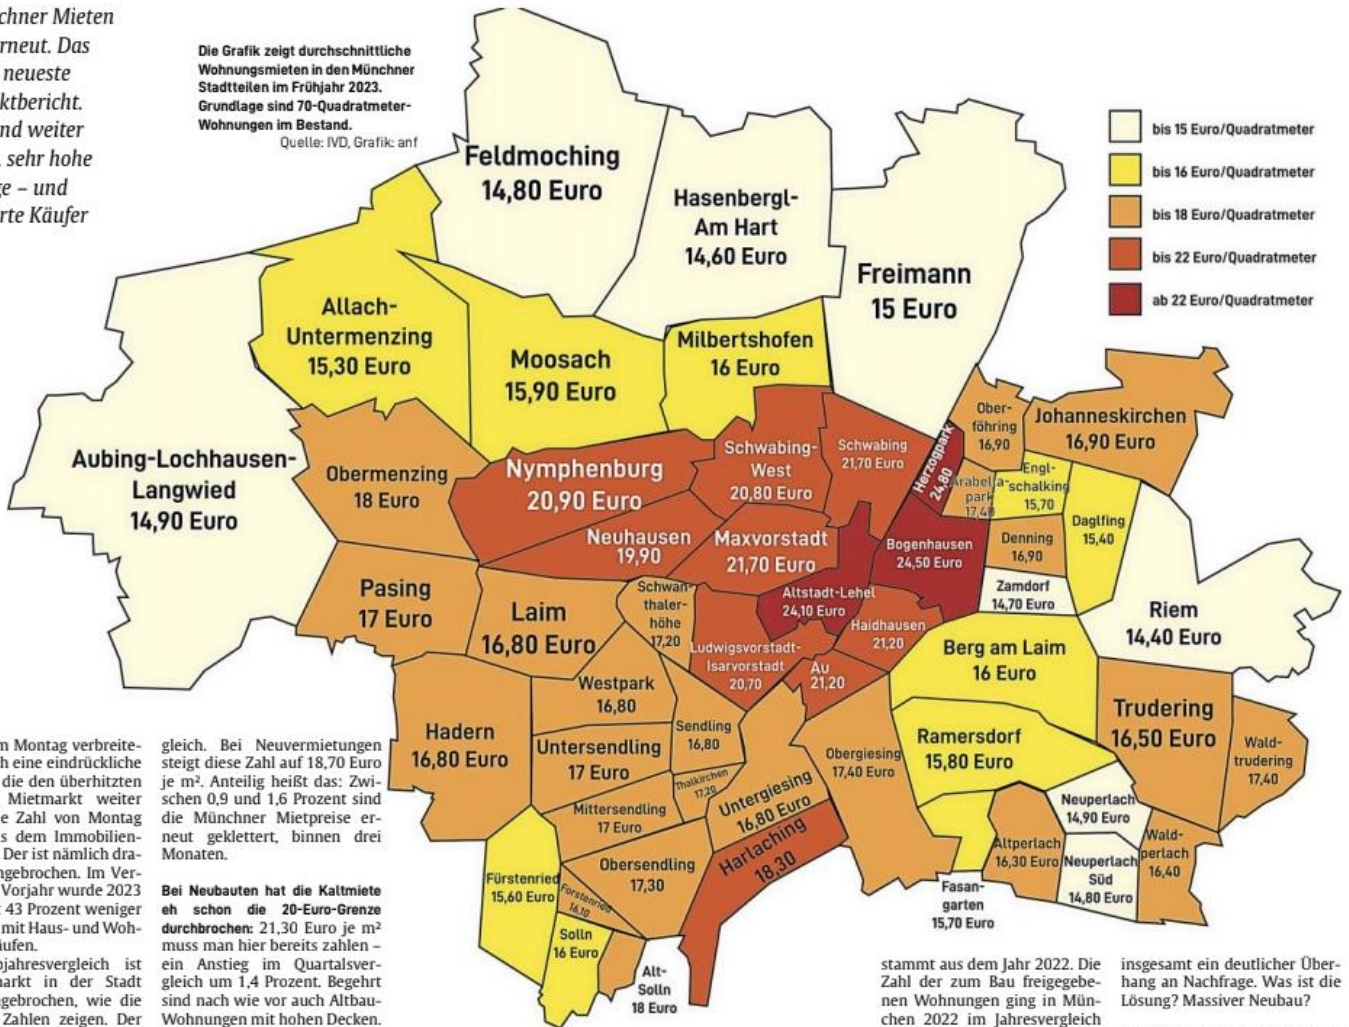 chner Mieten
rneut. Das
neueste
ktbericht.
nd weiter
, sehr hohe
ge – und
rte Käufer
Die Grafik zeigt durchschnittliche
Wohnungsmieten in den Münchner
Stadtteilen im Frühjahr 2023.
Grundlage sind 70-Quadratmeter-
Wohnungen im Bestand.
Quelle: IVD, Grafik: anf
bis 15 Euro/Quadratmeter
bis 16 Euro/Quadratmeter
bis 18 Euro/Quadratmeter
bis 22 Euro/Quadratmeter
ab 22 Euro/Quadratmeter
Feldmoching
14,80 Euro
Hasenbergl-
Am Hart
14,60 Euro
Freimann
15 Euro
Allach-
Untermenzing
15,30 Euro
Moosach
15,90 Euro
Milbertshofen
16 Euro
Aubing-Lochhausen-
Langwied
14,90 Euro
Obermenzing
18 Euro
Nymphenburg
20,90 Euro
Schwabing-
West
20,80 Euro
Schwabing
21,70 Euro
Herzogpark
24,80
Ober-
föhring
16,90
Johanneskirchen
16,90 Euro
Arabella-
park
17,40
Engl-
schalking
15,70
Daglfing
15,40
Neuhausen
19,90
Maxvorstadt
21,70 Euro
Bogenhausen
24,50 Euro
Denning
16,90
Zamdorf
14,70 Euro
Riem
14,40 Euro
Pasing
17 Euro
Laim
16,80 Euro
Schwan-
thaler-
höhe
17,20
Altstadt-Lehel
24,10 Euro
Haidhausen
21,20
Ludwigsvorstadt-
Isarvorstadt
20,70
Au
21,20
Berg am Laim
16 Euro
Hadern
16,80 Euro
Westpark
16,80
Sendling
16,80
Untersendling
17 Euro
Thalkirchen
17,20
Mittersendling
17 Euro
Untergiesing
16,80 Euro
Obergiesing
17,40 Euro
Ramersdorf
15,80 Euro
Trudering
16,50 Euro
Wald-
trudering
17,40
Harlaching
18,30
Obersendling
17,30
Fürstenried
15,60 Euro
Forstenried
16,10
Solln
16 Euro
Alt-
Solln
18 Euro
Fasan-
garten
15,70 Euro
Altperlach
16,30 Euro
Neuperlach
14,90 Euro
Neuperlach
Süd
14,80 Euro
Wald-
perlach
16,40
m Montag verbreite-
h eine eindrückliche
die den überhitzten
Mietmarkt weiter
e Zahl von Montag
s dem Immobilien-
Der ist nämlich dra-
ngebrochen. Im Ver-
Vorjahr wurde 2023
t 43 Prozent weniger
mit Haus- und Woh-
äufen.
jahresvergleich ist
arkt in der Stadt
ngebrochen, wie die
Zahlen zeigen. Der
gleich. Bei Neuvermietungen
steigt diese Zahl auf 18,70 Euro
je m². Anteilig heißt das: Zwi-
schen 0,9 und 1,6 Prozent sind
die Münchner Mietpreise er-
neut geklettert, binnen drei
Monaten.
Bei Neubauten hat die Kaltmiete
eh schon die 20-Euro-Grenze
durchbrochen: 21,30 Euro je m²
muss man hier bereits zahlen –
ein Anstieg im Quartalsver-
gleich um 1,4 Prozent. Begehrt
sind nach wie vor auch Altbau-
Wohnungen mit hohen Decken.
stammt aus dem Jahr 2022. Die
Zahl der zum Bau freigegebe-
nen Wohnungen ging in Mün-
chen 2022 im Jahresvergleich
insgesamt ein deutlicher Über-
hang an Nachfrage. Was ist die
Lösung? Massiver Neubau?